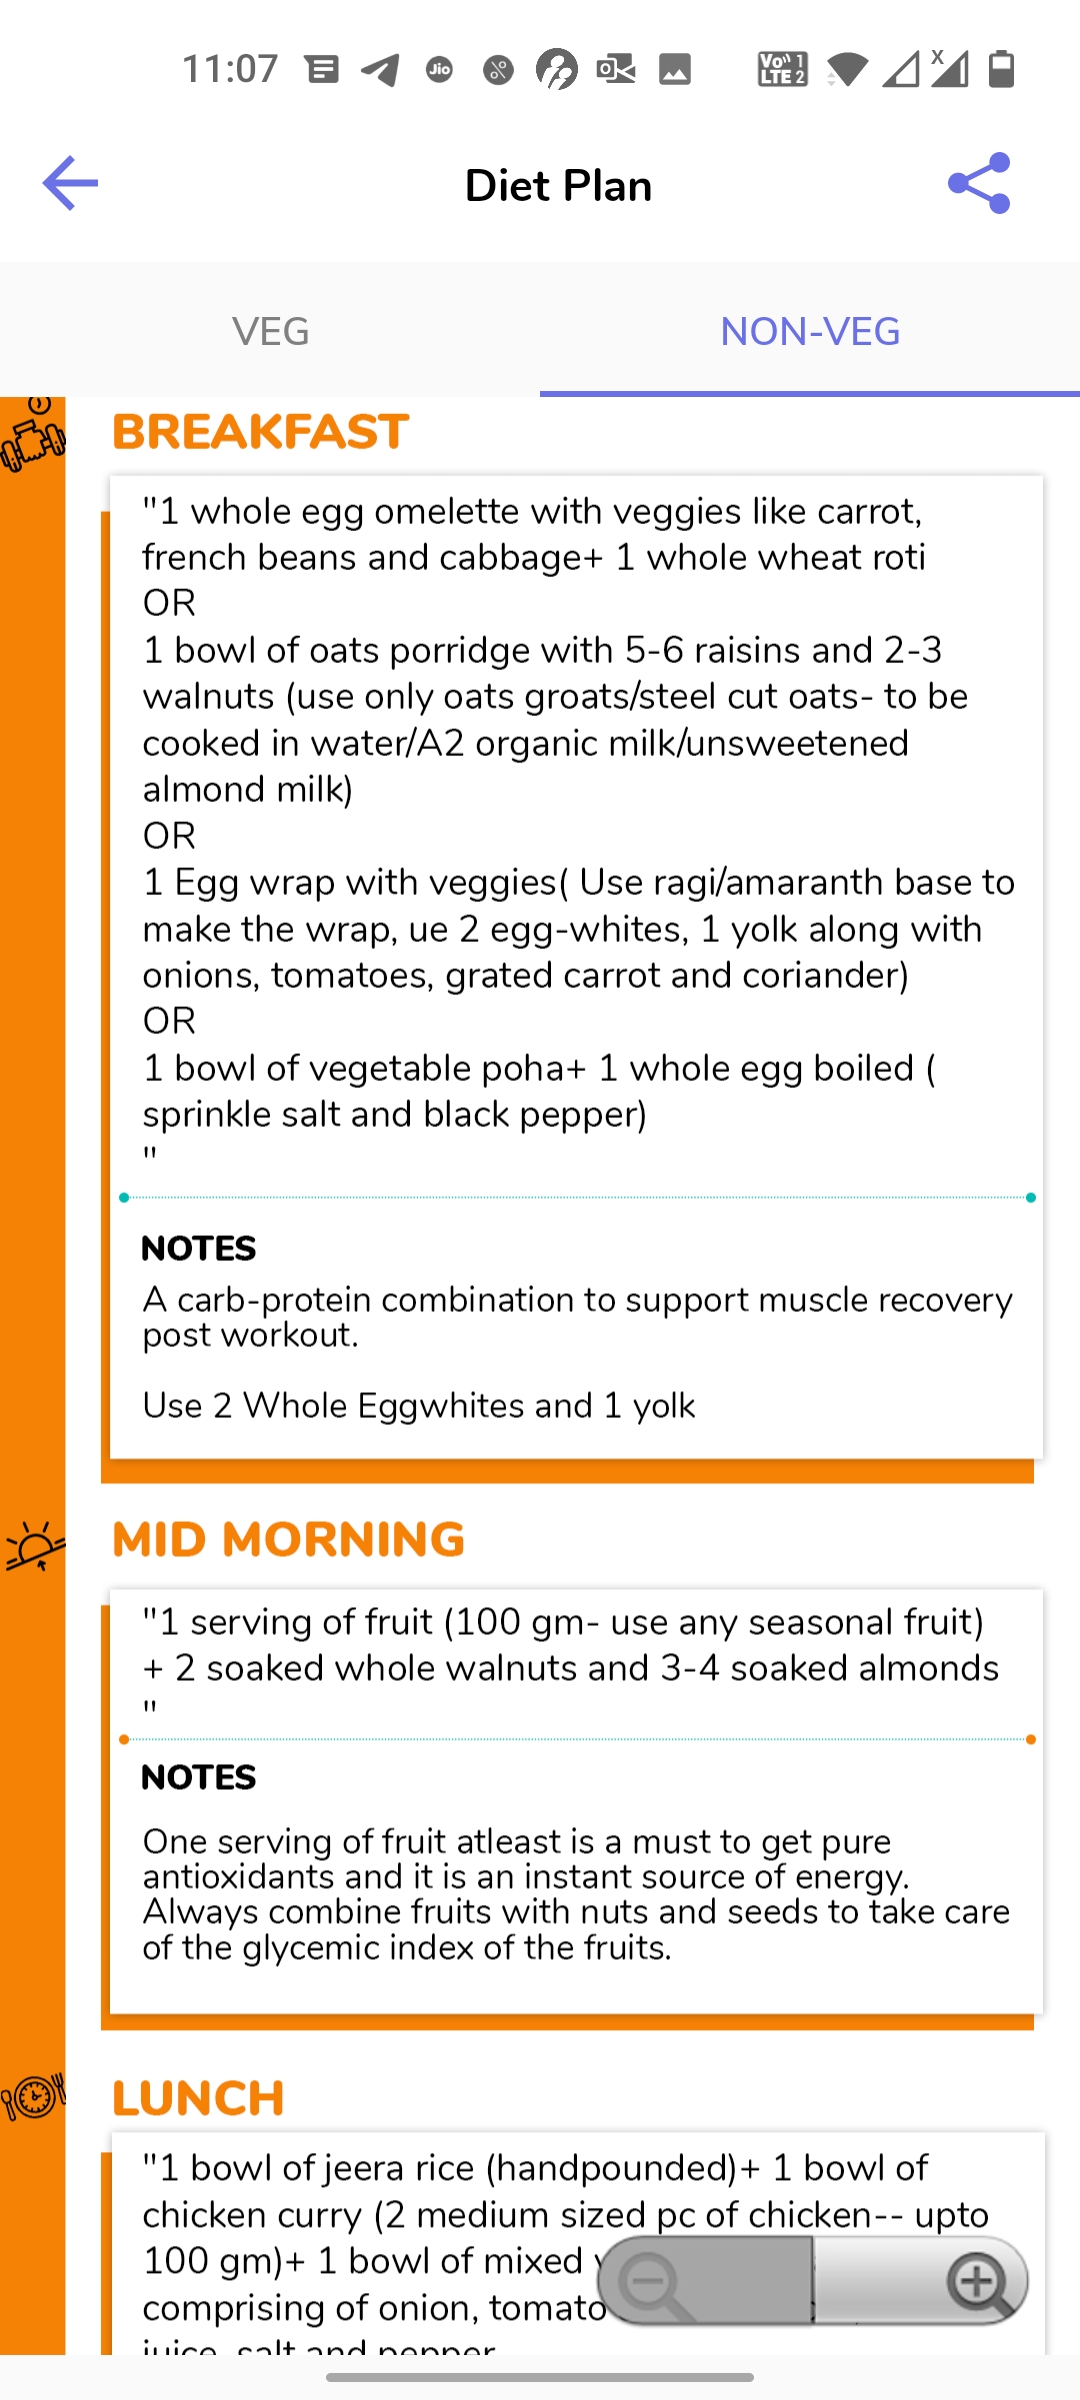 11:07
Jio
Vo)) 1
LTE 2
X
Diet Plan
VEG
NON-VEG
BREAKFAST
"1 whole egg omelette with veggies like carrot,
french beans and cabbage+ 1 whole wheat roti
OR
1 bowl of oats porridge with 5-6 raisins and 2-3
walnuts (use only oats groats/steel cut oats- to be
cooked in water/A2 organic milk/unsweetened
almond milk)
OR
1 Egg wrap with veggies( Use ragi/amaranth base to
make the wrap, ue 2 egg-whites, 1 yolk along with
onions, tomatoes, grated carrot and coriander)
OR
1 bowl of vegetable poha+ 1 whole egg boiled (
sprinkle salt and black pepper)
"
NOTES
A carb-protein combination to support muscle recovery
post workout.
Use 2 Whole Eggwhites and 1 yolk
MID MORNING
"1 serving of fruit (100 gm- use any seasonal fruit)
+ 2 soaked whole walnuts and 3-4 soaked almonds
"
NOTES
One serving of fruit atleast is a must to get pure
antioxidants and it is an instant source of energy.
Always combine fruits with nuts and seeds to take care
of the glycemic index of the fruits.
LUNCH
"1 bowl of jeera rice (handpounded)+ 1 bowl of
chicken curry (2 medium sized pc of chicken-- upto
100 gm)+ 1 bowl of mixed
comprising of onion, tomato
juice, salt and pepper